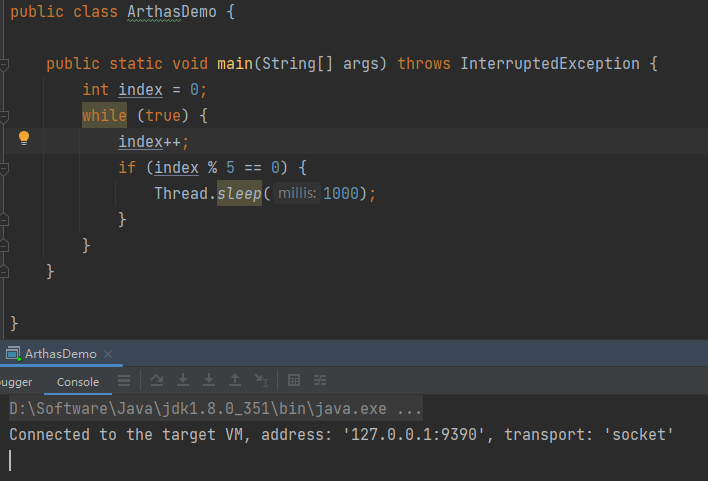 public class ArthasDemo {
public static void main(String[] args) throws InterruptedException {
int index = 0;
while (true) {
index++;
if (index % 5 == 0) {
Thread.sleep( millis: 1000);
}
}
}
}
ArthasDemo ×
ugger Console
D:\Software\Java\jdk1.8.0_351\bin\java.exe ...
Connected to the target VM, address: '127.0.0.1:9390', transport: 'socket'